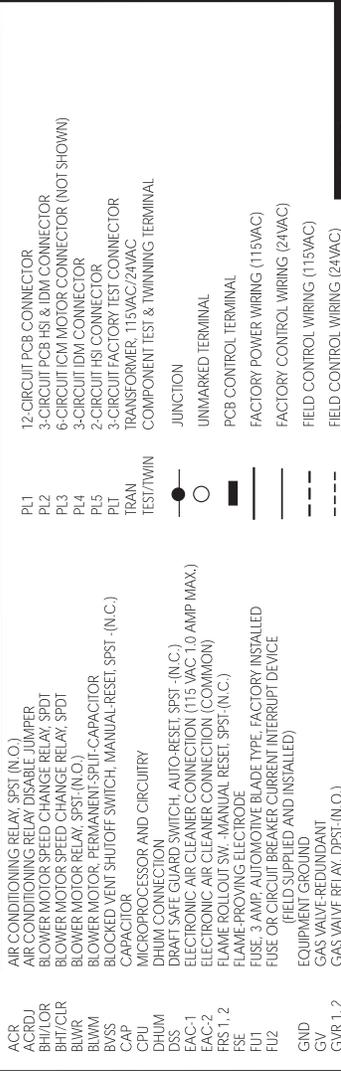 ACR AIR CONDITIONING RELAY, SPST (N.O.)
ACRDJ AIR CONDITIONING RELAY DISABLE JUMPER
BHI/LOR BLOWER MOTOR SPEED CHANGE RELAY, SPDT
BHT/CLR BLOWER MOTOR SPEED CHANGE RELAY, SPDT
BLWR BLOWER MOTOR RELAY, SPST-(N.O.)
BLWM BLOWER MOTOR, PERMANENT-SPLIT-CAPACITOR
BVSS BLOCKED VENT SHUTOFF SWITCH, MANUAL-RESET, SPST -(N.C.)
CAP CAPACITOR
CPU MICROPROCESSOR AND CIRCUITRY
DHUM DHUM CONNECTION
DSS DRAFT SAFE GUARD SWITCH, AUTO-RESET, SPST -(N.C.)
EAC-1 ELECTRONIC AIR CLEANER CONNECTION (115 VAC 1.0 AMP MAX.)
EAC-2 ELECTRONIC AIR CLEANER CONNECTION (COMMON)
FRS 1, 2 FLAME ROLLOUT SW. -MANUAL RESET, SPST-(N.C.)
FSE FLAME-PROVING ELECTRODE
FU1 FUSE, 3 AMP, AUTOMOTIVE BLADE TYPE, FACTORY INSTALLED
FU2 FUSE OR CIRCUIT BREAKER CURRENT INTERRUPT DEVICE
(FIELD SUPPLIED AND INSTALLED)
GND EQUIPMENT GROUND
GV GAS VALVE-REDUNDANT
GVR 1, 2 GAS VALVE RELAY, DPST-(N.O.)
PL1 12-CIRCUIT PCB CONNECTOR
PL2 3-CIRCUIT PCB HSI & IDM CONNECTOR
PL3 6-CIRCUIT ICM MOTOR CONNECTOR (NOT SHOWN)
PL4 3-CIRCUIT IDM CONNECTOR
PL5 2-CIRCUIT HSI CONNECTOR
PLT 3-CIRCUIT FACTORY TEST CONNECTOR
TRAN TRANSFORMER, 115VAC/24VAC
TEST/TWIN COMPONENT TEST & TWINNING TERMINAL
JUNCTION
UNMARKED TERMINAL
PCB CONTROL TERMINAL
FACTORY POWER WIRING (115VAC)
FACTORY CONTROL WIRING (24VAC)
FIELD CONTROL WIRING (115VAC)
FIELD CONTROL WIRING (24VAC)